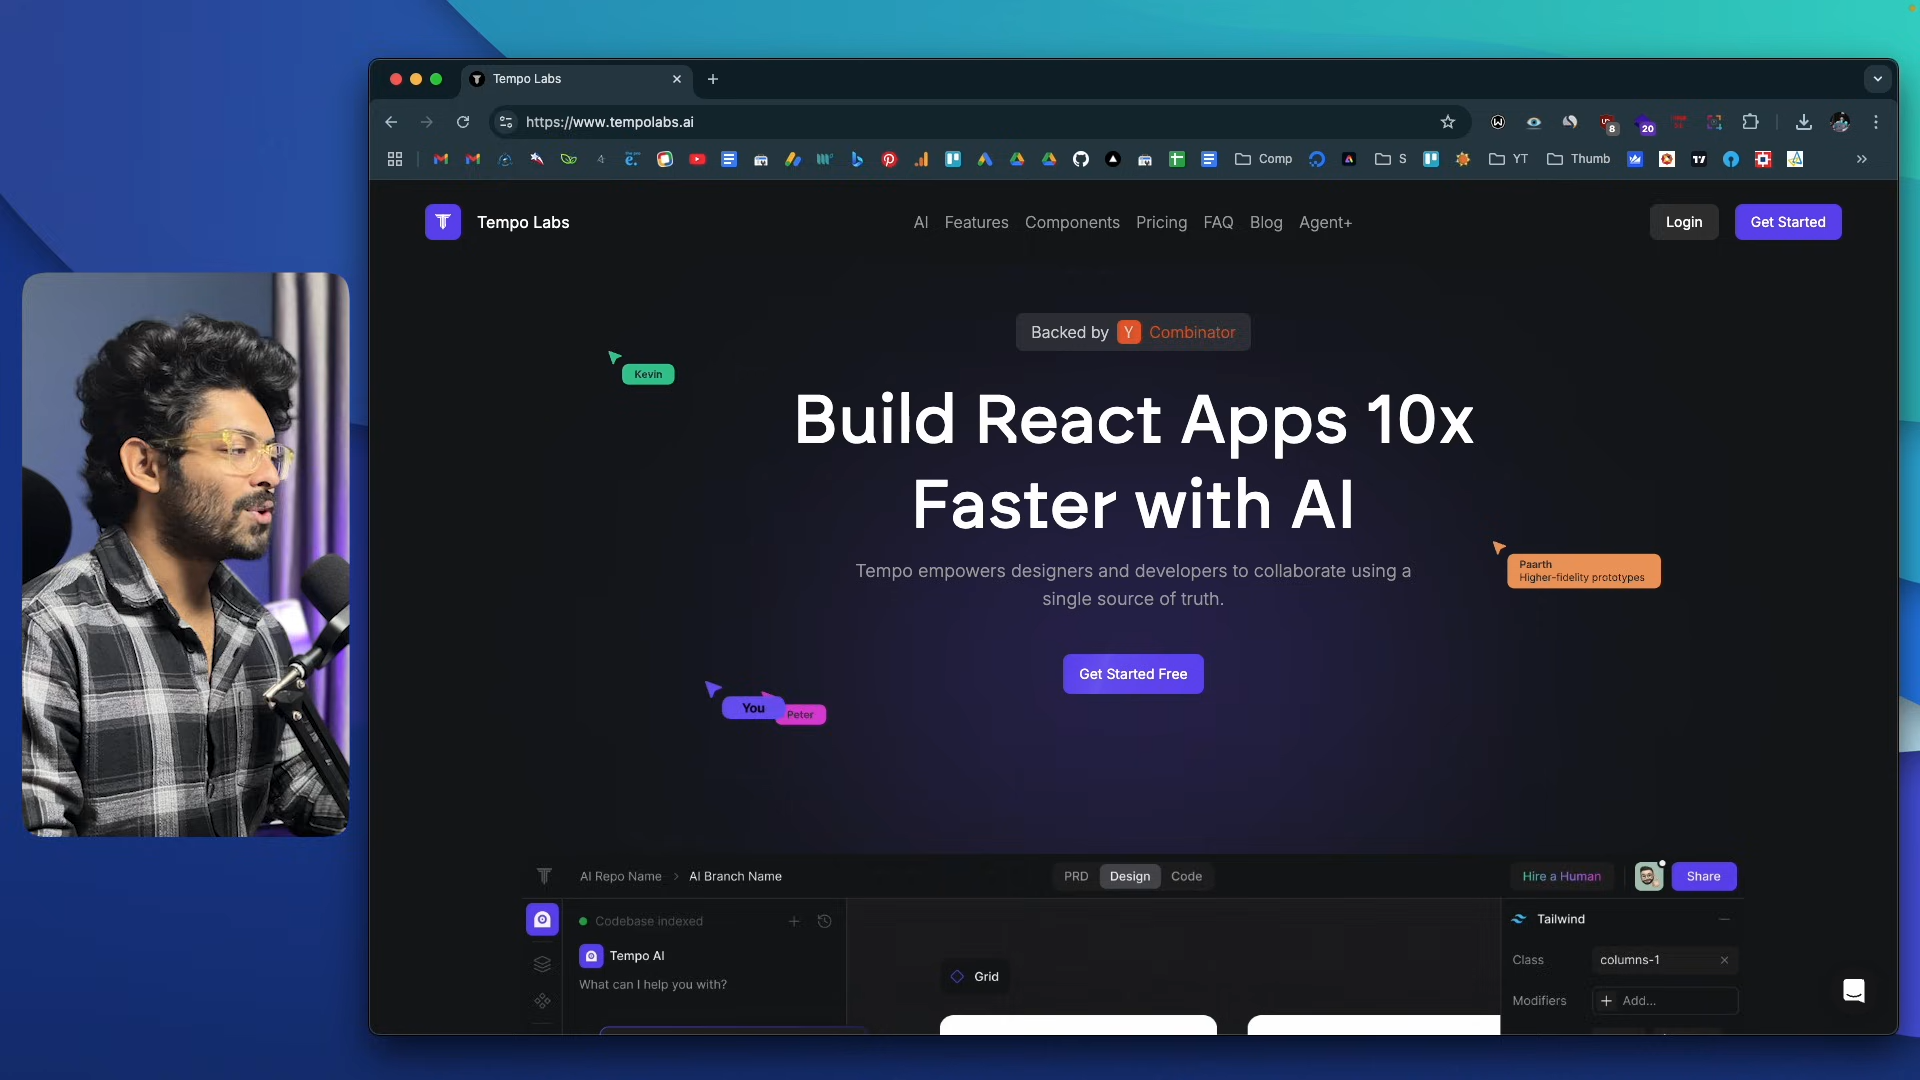 Tempo Labs
https://www.tempolabs.ai
8
20
Comp
S
YT
Thumb
Tempo Labs
AI
Features
Components
Pricing
FAQ
Blog
Agent+
Login
Get Started
Backed by Y Combinator
Kevin
Build React Apps 10x
Faster with AI
Paarth
Higher-fidelity prototypes
Tempo empowers designers and developers to collaborate using a
single source of truth.
Get Started Free
You
Peter
AI Repo Name > AI Branch Name
PRD
Design
Code
Hire a Human
Share
Codebase indexed
Tailwind
Tempo AI
Class
columns-1
Grid
What can I help you with?
Modifiers
Add...